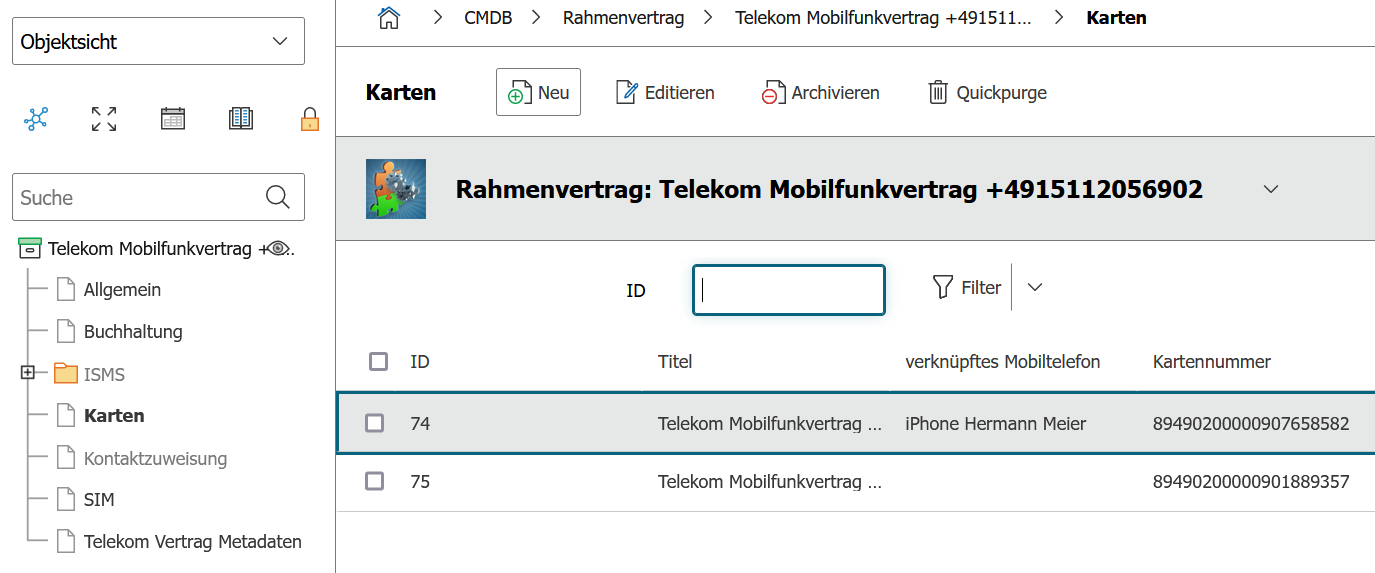 Objektsicht
Suche
Telekom Mobilfunkvertrag +..
Allgemein
Buchhaltung
ISMS
Karten
Kontaktzuweisung
SIM
Telekom Vertrag Metadaten
CMDB Rahmenvertrag Telekom Mobilfunkvertrag +491511... Karten
Karten Neu Editieren Archivieren Quickpurge
Rahmenvertrag: Telekom Mobilfunkvertrag +4915112056902
ID Filter
ID Titel verknüpftes Mobiltelefon Kartennummer
74 Telekom Mobilfunkvertrag ... iPhone Hermann Meier 89490200000907658582
75 Telekom Mobilfunkvertrag ... 89490200000901889357